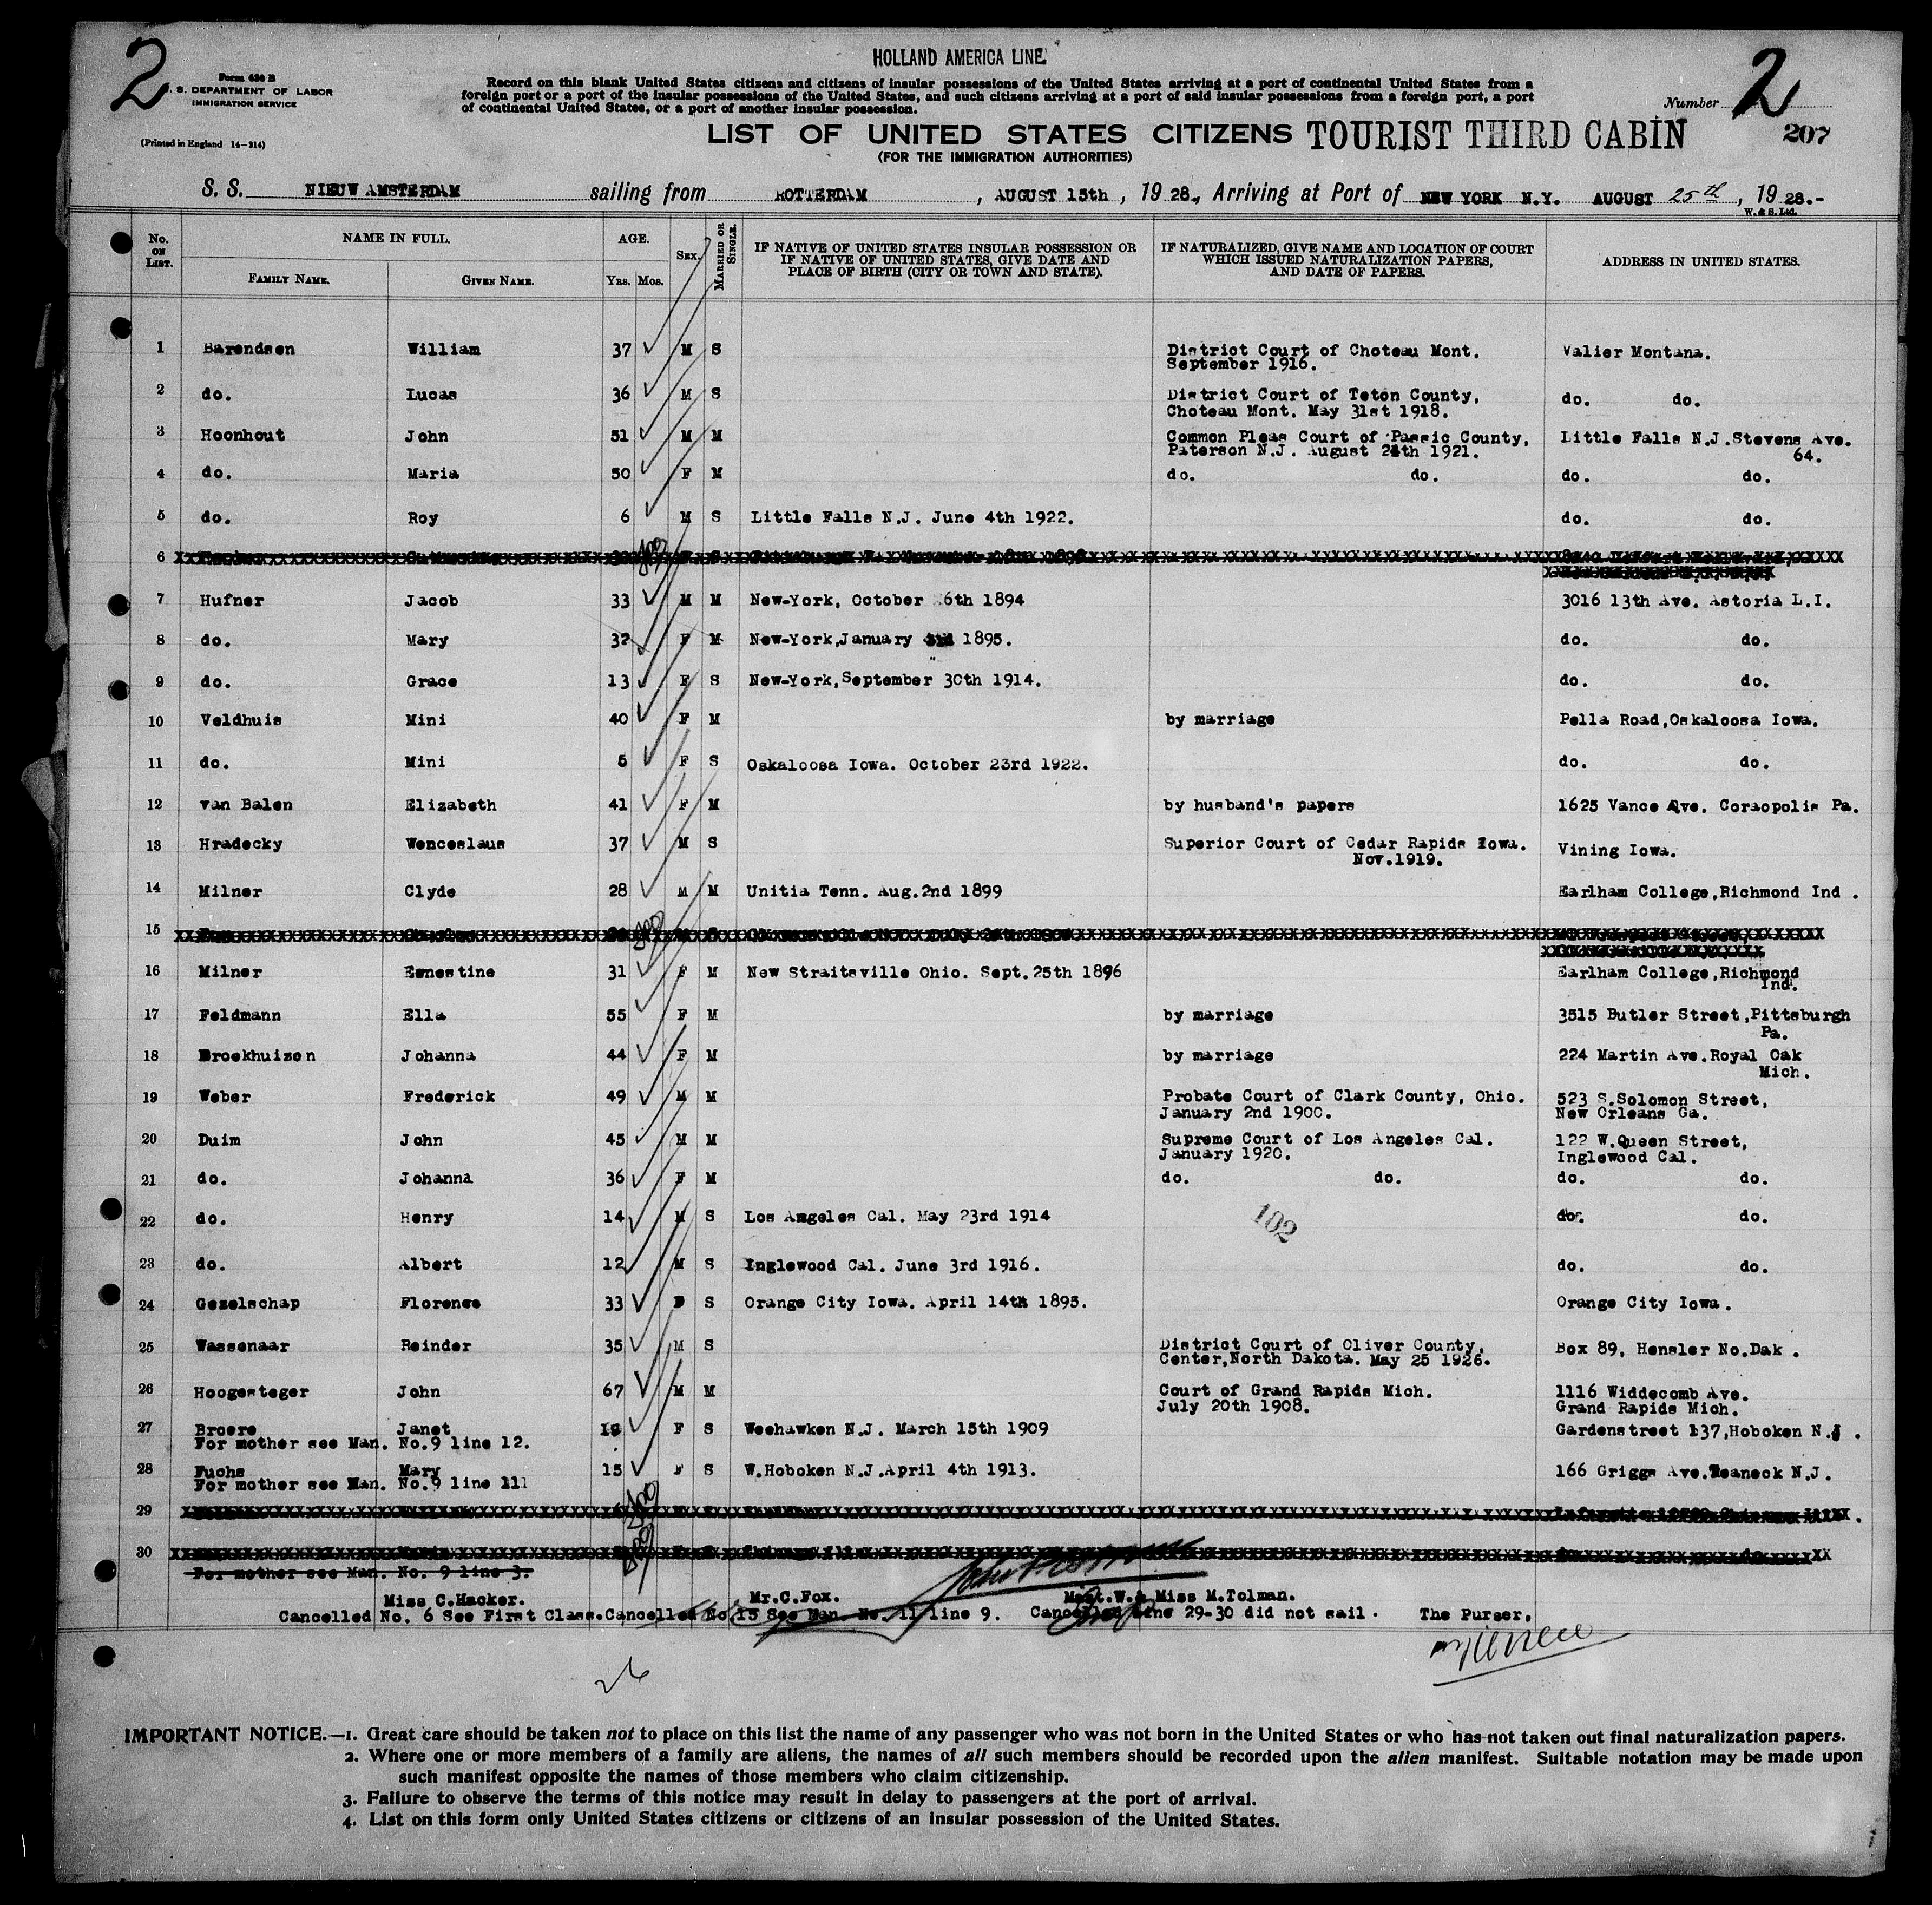 2
HOLLAND AMERICA LINE
Form 630 B
S. DEPARTMENT OF LABOR
IMMIGRATION SERVICE
(Printed in England 14-214)
Record on this blank United States citizens and citizens of insular possessions of the United States arriving at a port of continental United States from a
foreign port or a port of the insular possessions of the United States, and such citizens arriving at a port of said insular possessions from a foreign port, a port
of continental United States, or a port of another insular possession.
Number 2
LIST OF UNITED STATES CITIZENS TOURIST THIRD CABIN 207
(FOR THE IMMIGRATION AUTHORITIES)
S. S. NIEUW AMSTERDAM sailing from ROTTERDAM , AUGUST 15th , 19 28., Arriving at Port of NEW YORK N.Y. AUGUST 25th , 19 28.-
W. & S. Ltd.
No. ON LIST. NAME IN FULL. FAMILY NAME. GIVEN NAME. AGE. YRS. MOS. SEX. MARRIED OR SINGLE. IF NATIVE OF UNITED STATES INSULAR POSSESSION OR IF NATIVE OF UNITED STATES, GIVE DATE AND PLACE OF BIRTH (CITY OR TOWN AND STATE). IF NATURALIZED, GIVE NAME AND LOCATION OF COURT WHICH ISSUED NATURALIZATION PAPERS, AND DATE OF PAPERS. ADDRESS IN UNITED STATES.
1 Barendsen William 37 M S District Court of Choteau Mont. Valier Montana.
September 1916.
2 do. Lucas 36 M S District Court of Teton County, do. do.
Choteau Mont. May 31st 1918.
3 Hoonhout John 51 M M Common Pleas Court of Passic County, Little Falls N.J.Stevens Ave.
Paterson N.J. August 24th 1921. 64.
4 do. Maria 50 F M do. do. do. do.
5 do. Roy 6 M S Little Falls N.J. June 4th 1922. do. do.
6
7 Hufner Jacob 33 M M New-York, October 6th 1894 3016 13th Ave. Astoria L.I.
8 do. Mary 32 F M New-York,January 1895. do. do.
9 do. Grace 13 F S New-York,September 30th 1914. do. do.
10 Veldhuis Mini 40 F M by marriage Pella Road,Oskaloosa Iowa.
11 do. Mini 5 F S Oskaloosa Iowa. October 23rd 1922. do. do.
12 van Balen Elizabeth 41 F M by husband's papers 1625 Vance Ave. Coraopolis Pa.
13 Hradecky Wenceslaus 37 M S Superior Court of Cedar Rapids Iowa. Vining Iowa.
Nov.1919.
14 Milner Clyde 28 M M Unitia Tenn. Aug.2nd 1899 Earlham College,Richmond Ind .
15
16 Milner Ernestine 31 F M New Straitsville Ohio. Sept.25th 1896 Earlham College,Richmond
Ind.
17 Feldmann Ella 55 F M by marriage 3515 Butler Street,Pittsburgh
Pa.
18 Broekhuizen Johanna 44 F M by marriage 224 Martin Ave.Royal Oak
Mich.
19 Weber Frederick 49 M M Probate Court of Clark County, Ohio. 523 S.Solomon Street,
January 2nd 1900. New Orleans Ga.
20 Duim John 45 M M Supreme Court of Los Angeles Cal. 122 W.Queen Street,
January 1920. Inglewood Cal.
21 do. Johanna 36 F M do. do. do. do.
22 do. Henry 14 M S Los Angeles Cal. May 23rd 1914 102 do. do.
23 do. Albert 12 M S Inglewood Cal. June 3rd 1916. do. do.
24 Gezelschap Florence 33 S Orange City Iowa. April 14th 1895. Orange City Iowa.
25 Wassenaar Reinder 35 M S District Court of Oliver County, Box 89, Hensler No.Dak .
Center,North Dakota. May 25 1926.
26 Hoogesteger John 67 M M Court of Grand Rapids Mich. 1116 Widdecomb Ave.
July 20th 1908. Grand Rapids Mich.
27 Broere Janet 19 F S Weehawken N.J. March 15th 1909 Gardenstreet 137,Hoboken N.J .
For mother see Man. No.9 line 12.
28 Fuchs Mary 15 F S W.Hoboken N.J.April 4th 1913. 166 Griggs Ave.Teaneck N.J.
For mother see Man. No.9 line 11
29
30
For mother see Man. No. 9 line 3.
Miss C.Hacker. Mr.C.Fox. Mast.W.& Miss M.Tolman.
Cancelled No. 6 See First Class.Cancelled No.15 See Man. No. 11 line 9. Cancelled Line 29-30 did not sail. The Purser,
26
IMPORTANT NOTICE.—1. Great care should be taken not to place on this list the name of any passenger who was not born in the United States or who has not taken out final naturalization papers.
2. Where one or more members of a family are aliens, the names of all such members should be recorded upon the alien manifest. Suitable notation may be made upon
such manifest opposite the names of those members who claim citizenship.
3. Failure to observe the terms of this notice may result in delay to passengers at the port of arrival.
4. List on this form only United States citizens or citizens of an insular possession of the United States.